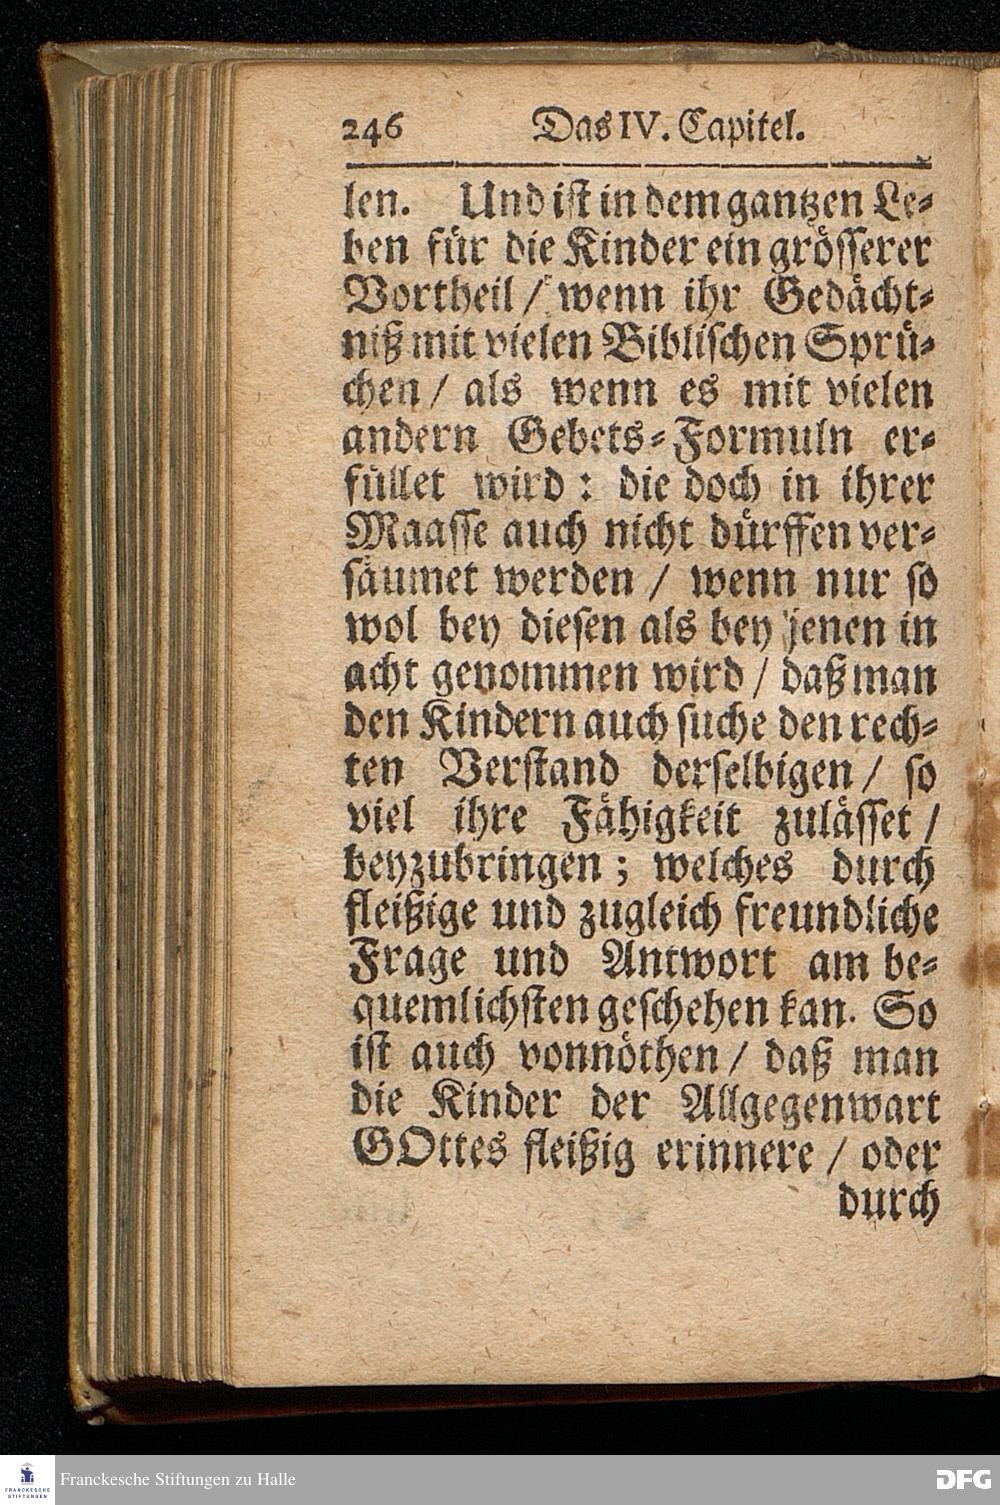 246 Das IV. Capitel.
len. Und ist in dem gantzen Le-
ben für die Kinder ein grösserer
Vortheil / wenn ihr Gedächt-
niß mit vielen Biblischen Sprü-
chen / als wenn es mit vielen
andern Gebets-Formuln er-
füllet wird : die doch in ihrer
Maasse auch nicht dürffen ver-
säumet werden / wenn nur so
wol bey diesen als bey jenen in
acht genommen wird / daß man
den Kindern auch suche den rech-
ten Verstand derselbigen / so
viel ihre Fähigkeit zulässet /
beyzubringen ; welches durch
fleißige und zugleich freundliche
Frage und Antwort am be-
quemlichsten geschehen kan. So
ist auch vonnöthen / daß man
die Kinder der Allgegenwart
GOttes fleißig erinnere / oder
durch
FRANCKESCHE
STIFTUNGEN
Franckesche Stiftungen zu Halle
DFG